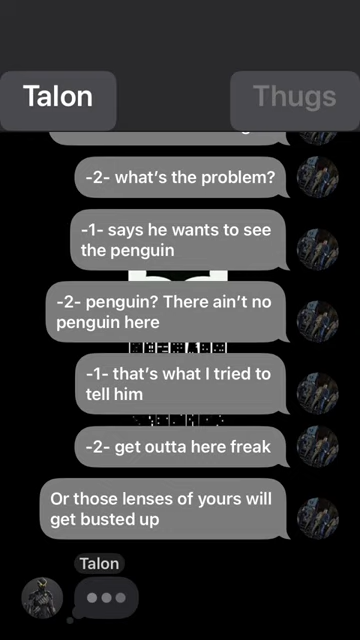 Talon
Thugs
-2- what’s the problem?
-1- says he wants to see
the penguin
-2- penguin? There ain’t no
penguin here
-1- that’s what I tried to
tell him
-2- get outta here freak
Or those lenses of yours will
get busted up
Talon